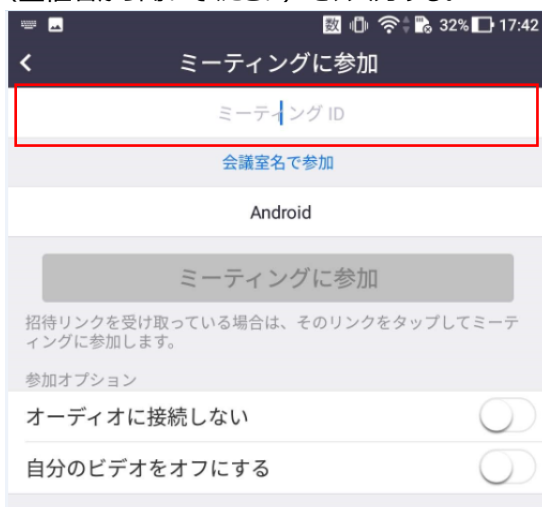 数 32% 17:42
ミーティングに参加
ミーティング ID
会議室名で参加
Android
ミーティングに参加
招待リンクを受け取っている場合は、そのリンクをタップしてミーテ
ィングに参加します。
参加オプション
オーディオに接続しない
自分のビデオをオフにする